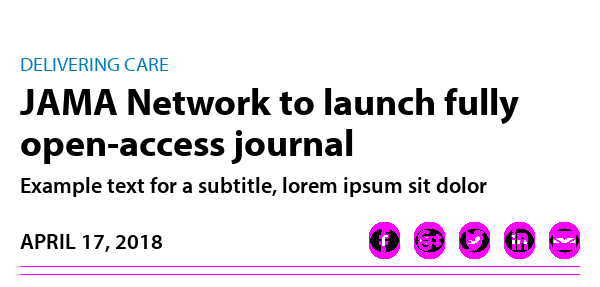 DELIVERING CARE
JAMA Network to launch fully
open-access journal
Example text for a subtitle, lorem ipsum sit dolor
APRIL 17, 2018